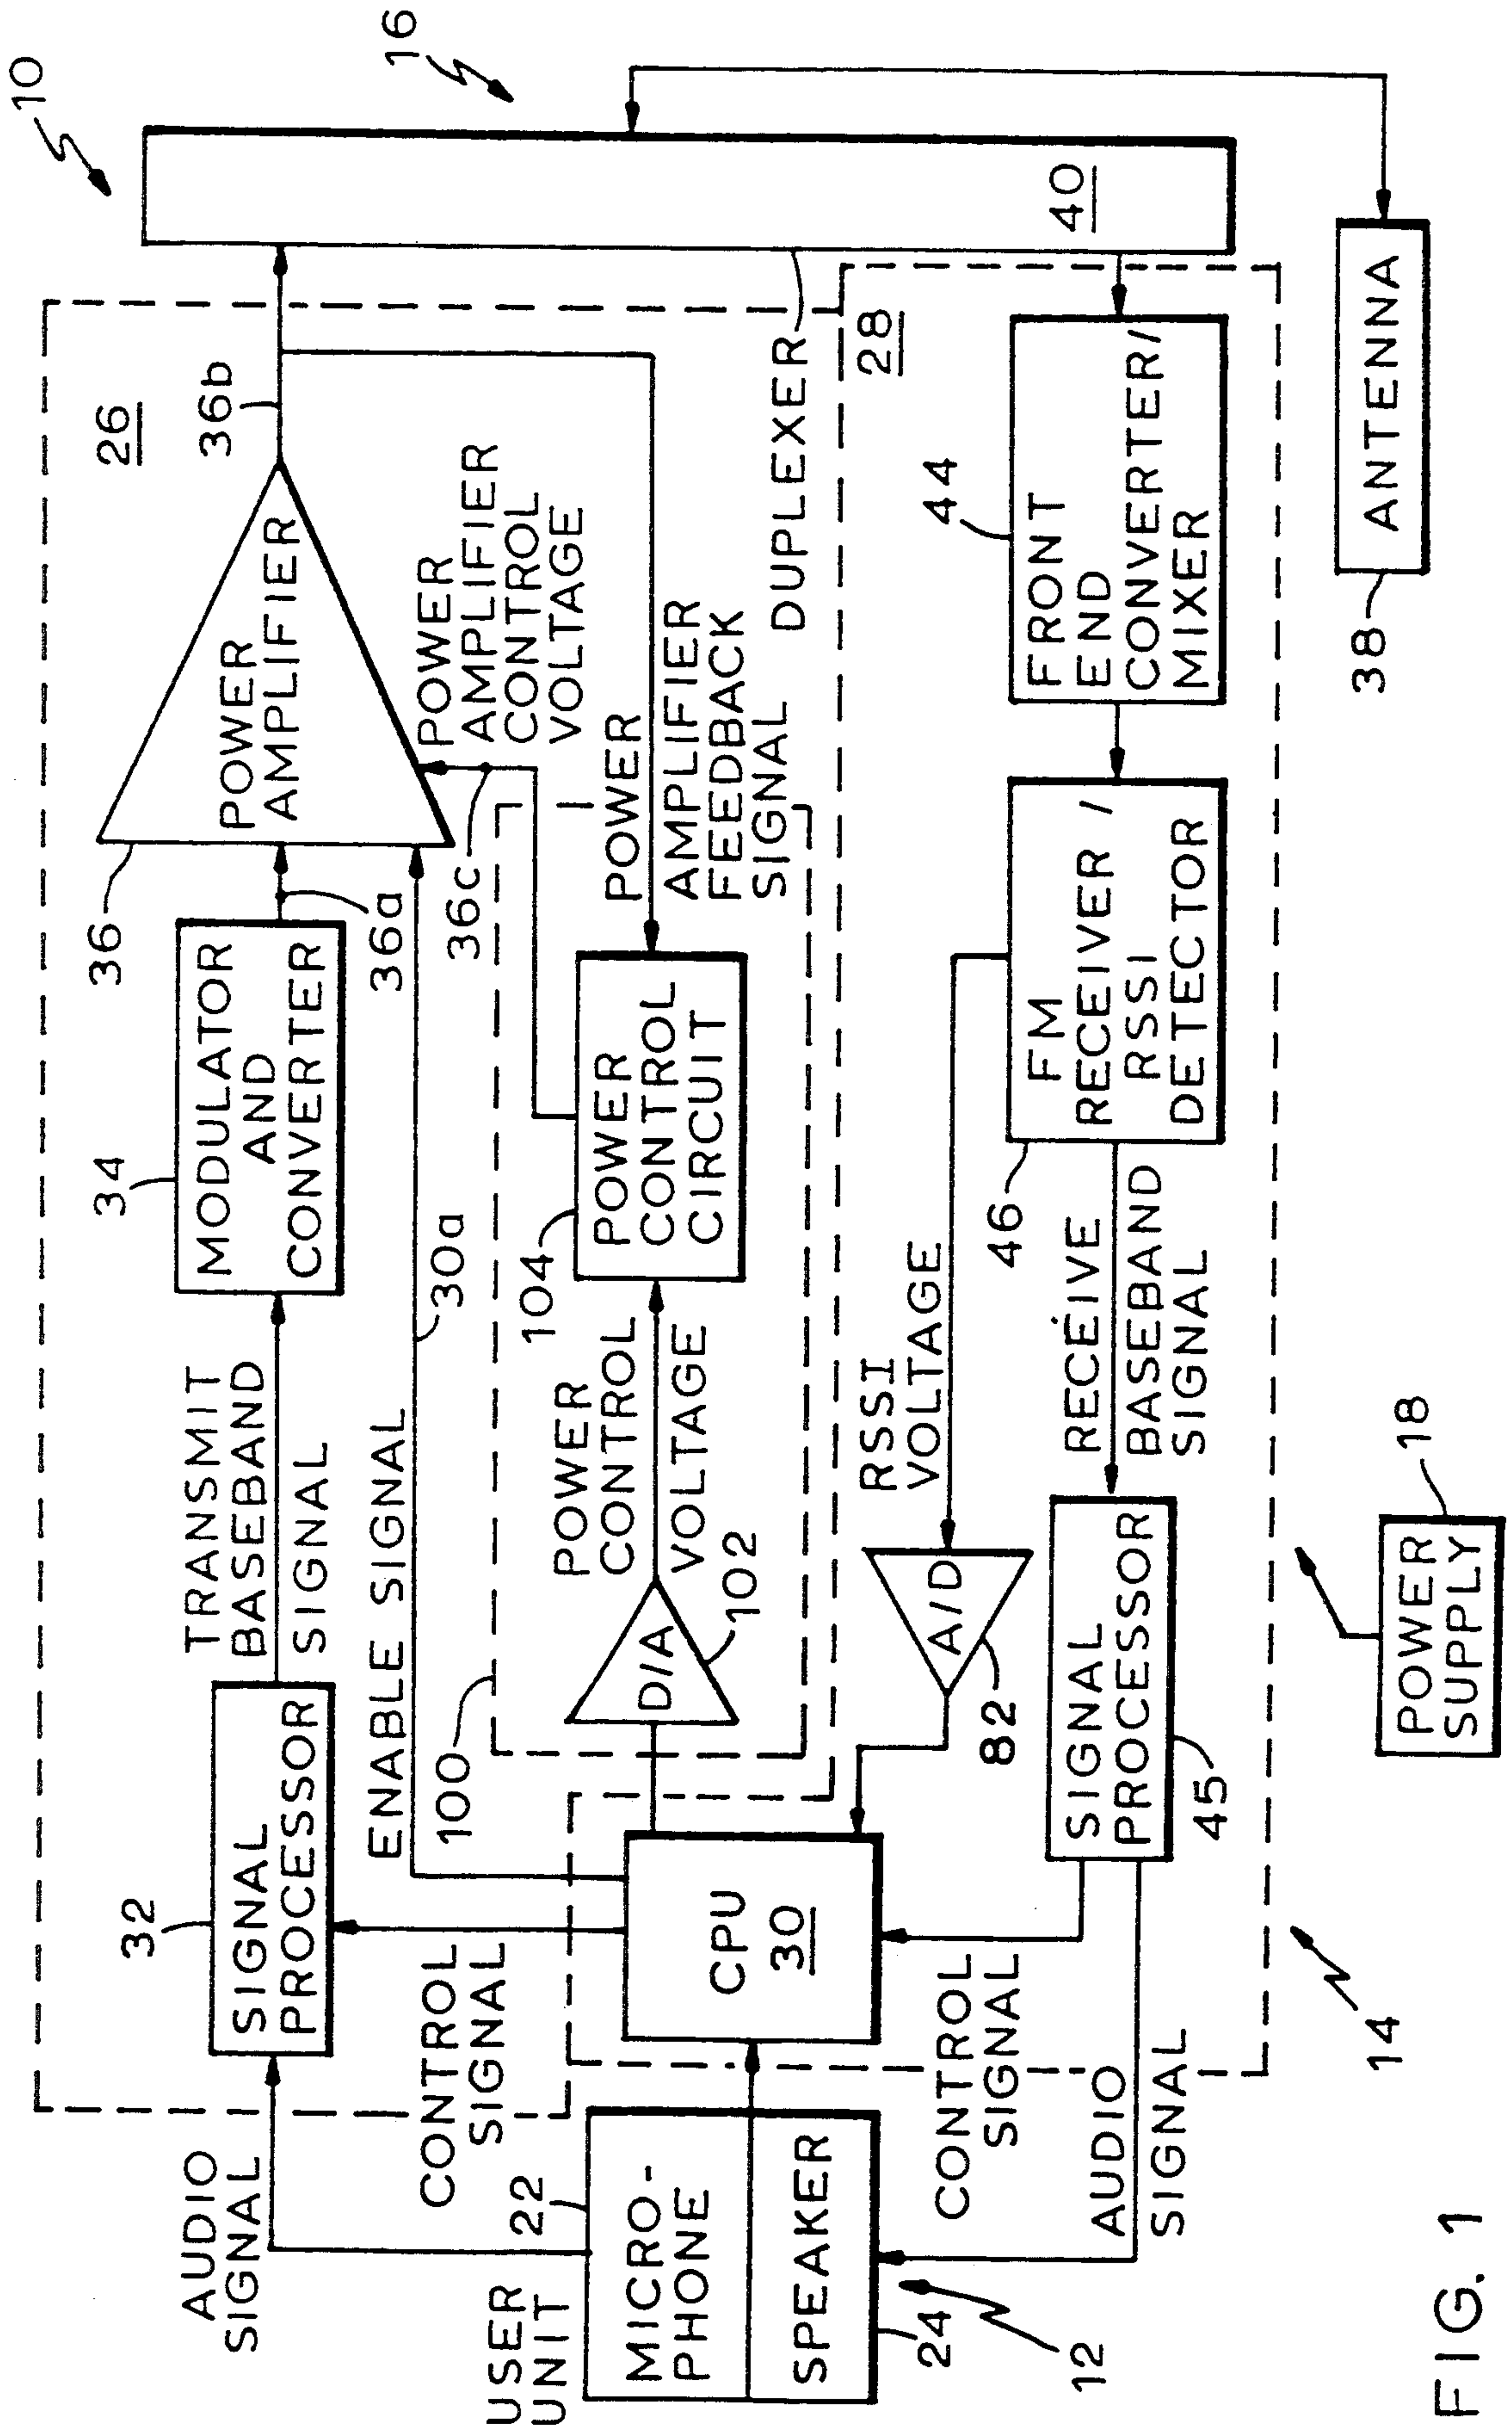 10
16
26
36
POWER
AMPLIFIER
36b
34
MODULATOR
AND
CONVERTER
36a
TRANSMIT
BASEBAND
SIGNAL
32
SIGNAL
PROCESSOR
AUDIO
SIGNAL
ENABLE SIGNAL
30a
36c
POWER
AMPLIFIER
CONTROL
VOLTAGE
CONTROL
SIGNAL
100
D/A
102
POWER
CONTROL
VOLTAGE
104
POWER
CONTROL
CIRCUIT
POWER
AMPLIFIER
FEEDBACK
SIGNAL
DUPLEXER
40
USER
UNIT
22
MICRO-
PHONE
SPEAKER
24
12
CPU
30
28
RSSI
VOLTAGE
A/D
82
CONTROL
SIGNAL
AUDIO
SIGNAL
SIGNAL
PROCESSOR
45
RECEIVE
BASEBAND
SIGNAL
46
FM
RECEIVER /
RSSI
DETECTOR
44
FRONT
END
CONVERTER/
MIXER
14
POWER
SUPPLY
18
38
ANTENNA
FIG. 1